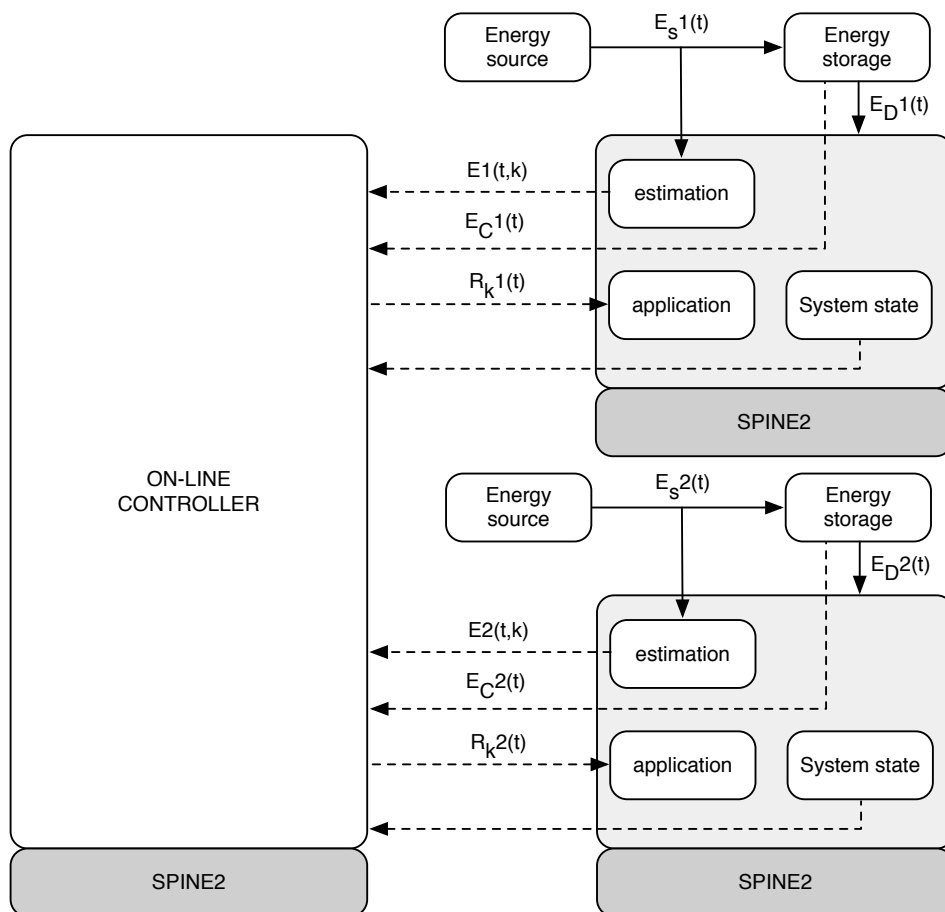 Energy
source
E_s1(t)
Energy
storage
E_D1(t)
E1(t,k)
estimation
E_C1(t)
R_k1(t)
application
System state
SPINE2
ON-LINE
CONTROLLER
Energy
source
E_s2(t)
Energy
storage
E_D2(t)
E2(t,k)
estimation
E_C2(t)
R_k2(t)
application
System state
SPINE2
SPINE2